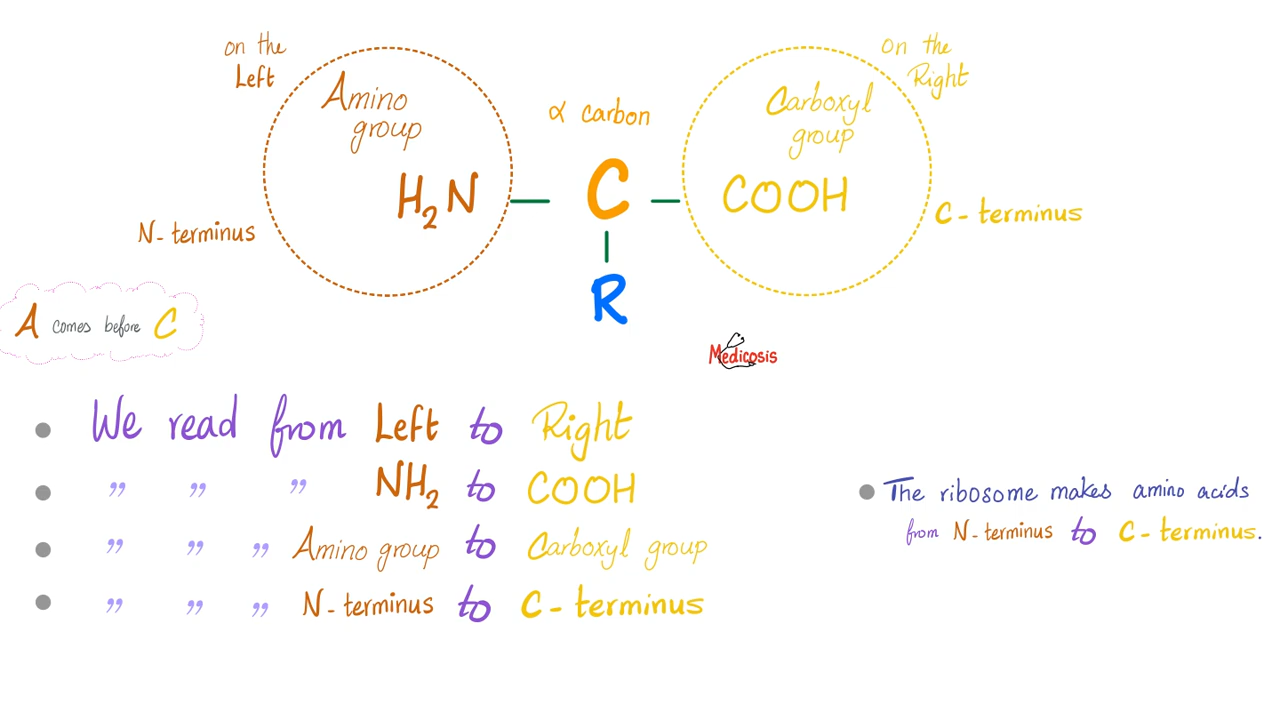 on the
Left
Amino
group
H2N
N- terminus
α carbon
C
R
on the
Right
Carboxyl
group
COOH
C - terminus
A comes before C
Medicosis
We read from Left to Right
” ” ” NH2 to COOH
” ” ” Amino group to Carboxyl group
” ” ” N- terminus to C - terminus
The ribosome makes amino acids
from N- terminus to C - terminus.